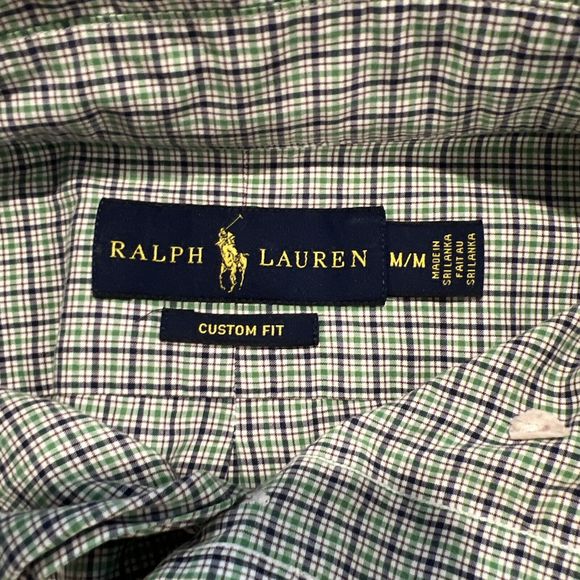 RALPH LAUREN
M/M
MADE IN
SRI LANKA
FAIT AU
SRI LANKA
CUSTOM FIT